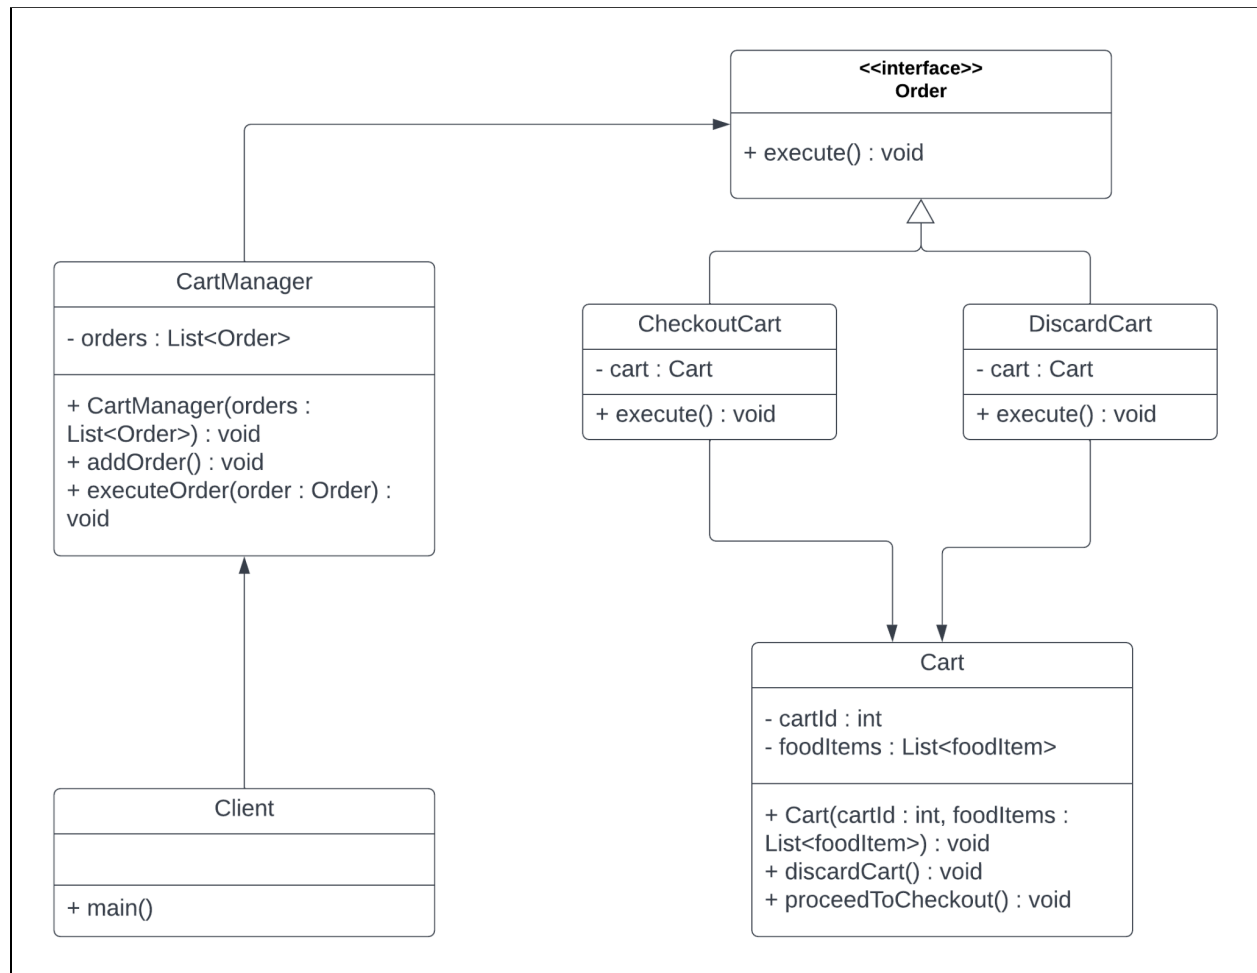 <<interface>>
Order
+ execute() : void
CartManager
- orders : List<Order>
+ CartManager(orders :
List<Order>) : void
+ addOrder() : void
+ executeOrder(order : Order) :
void
CheckoutCart
- cart : Cart
+ execute() : void
DiscardCart
- cart : Cart
+ execute() : void
Cart
- cartId : int
- foodItems : List<foodItem>
+ Cart(cartId : int, foodItems :
List<foodItem>) : void
+ discardCart() : void
+ proceedToCheckout() : void
Client
+ main()